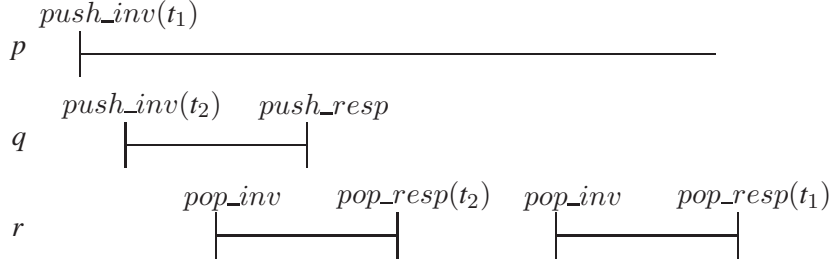 push_inv(t₁)
p
push_inv(t₂) push_resp
q
pop_inv pop_resp(t₂) pop_inv pop_resp(t₁)
r